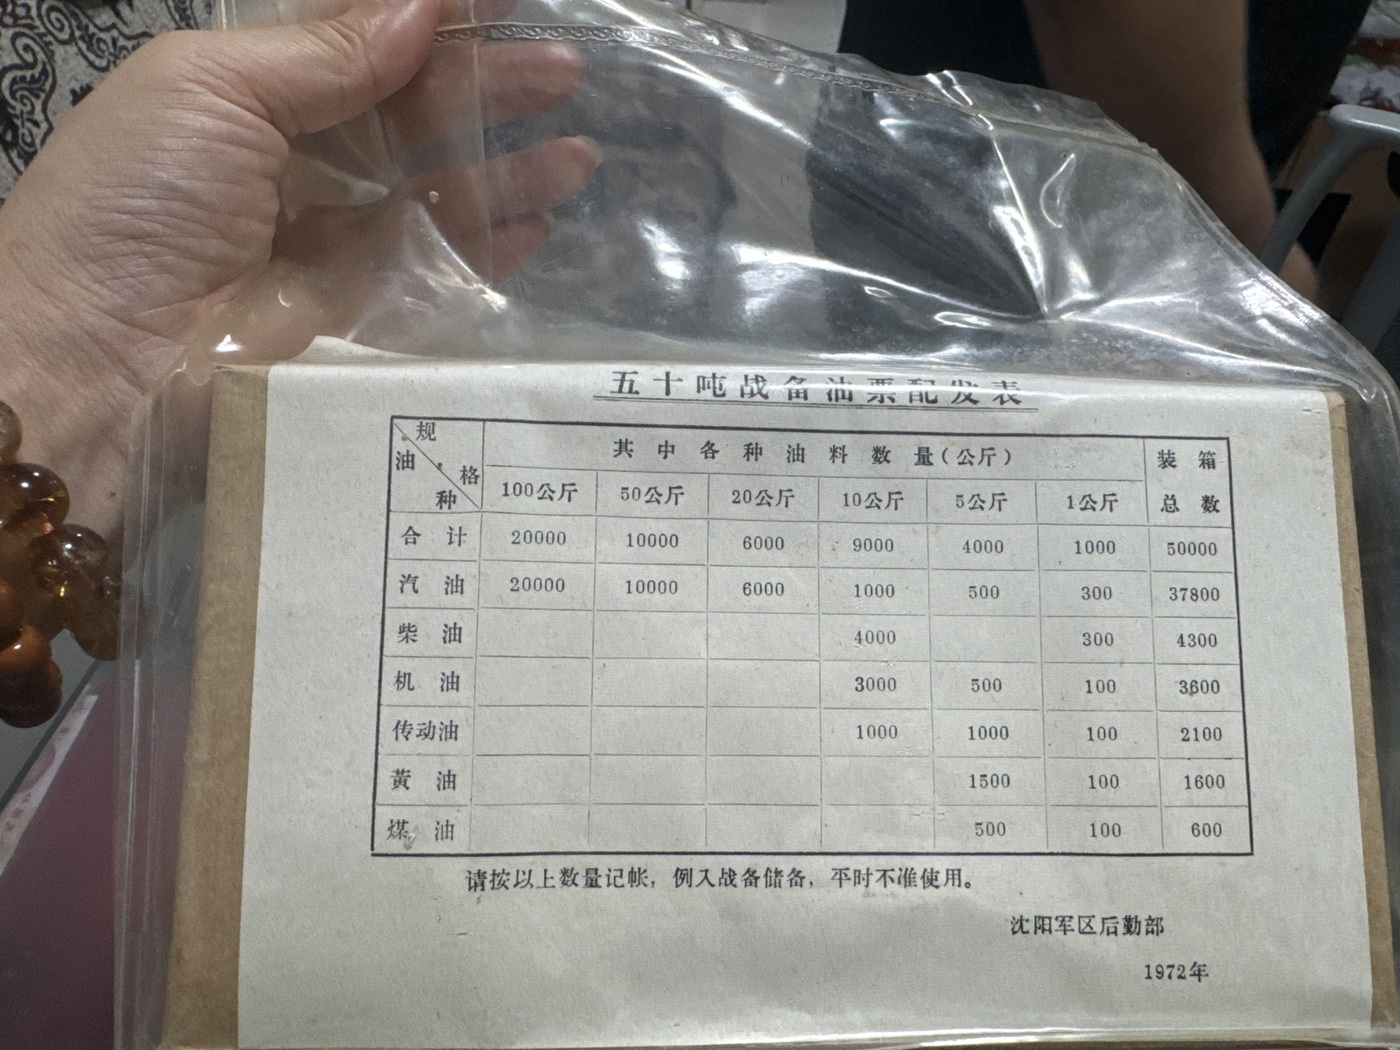 五十吨战备油票配发表
规格 油种 其中各种油料数量(公斤) 装箱总数
100公斤 50公斤 20公斤 10公斤 5公斤 1公斤
合计 20000 10000 6000 9000 4000 1000 50000
汽油 20000 10000 6000 1000 500 300 37800
柴油 4000 300 4300
机油 3000 500 100 3600
传动油 1000 1000 100 2100
黃油 1500 100 1600
煤油 500 100 600
请按以上数量记帐，例入战备储备，平时不准使用。
沈阳军区后勤部
1972年